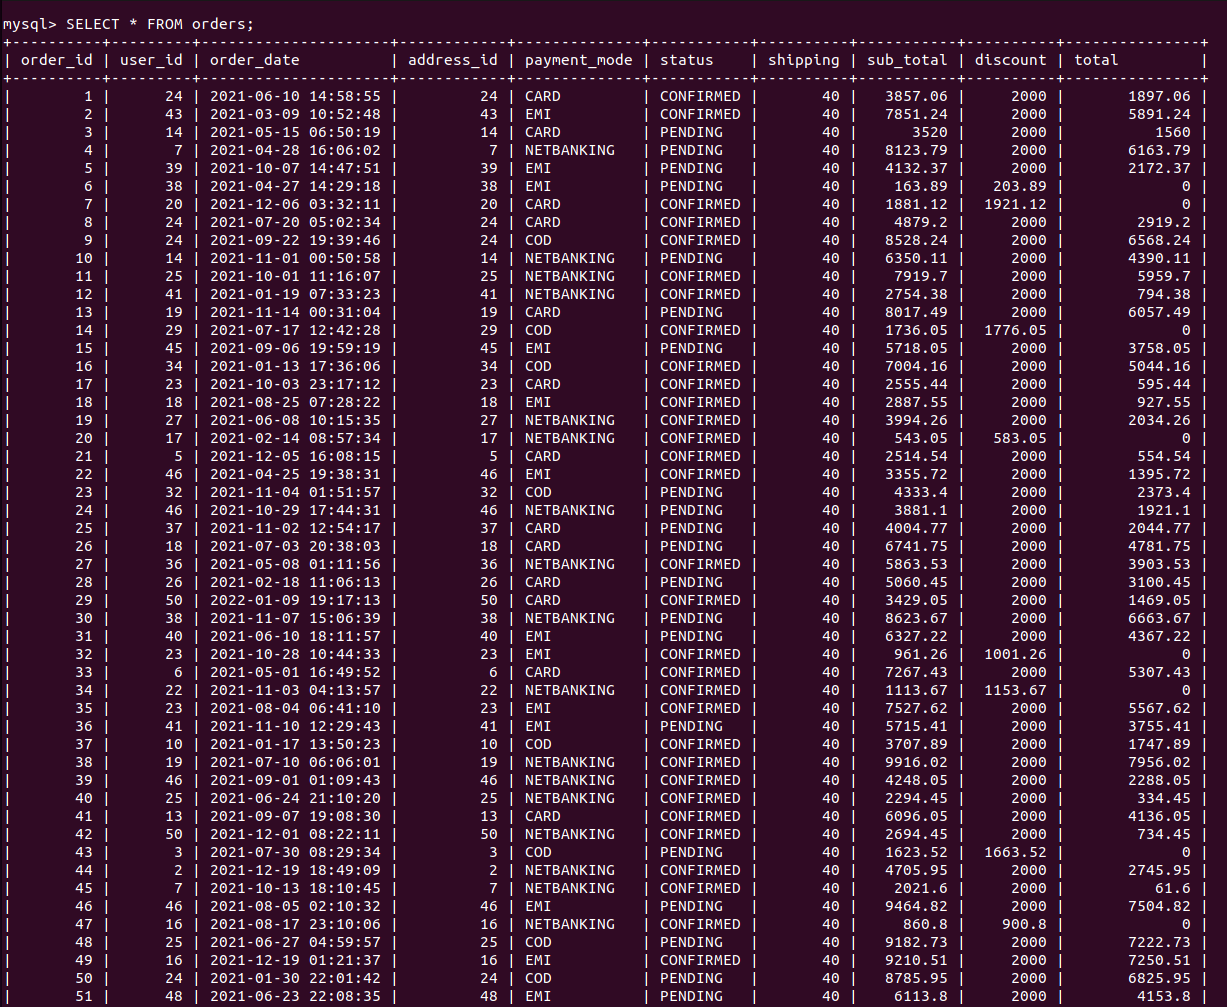 mysql> SELECT * FROM orders;
+----------+---------+---------------------+------------+--------------+-----------+----------+-----------+----------+---------------+
| order_id | user_id | order_date          | address_id | payment_mode | status    | shipping | sub_total | discount | total         |
+----------+---------+---------------------+------------+--------------+-----------+----------+-----------+----------+---------------+
|        1 |      24 | 2021-06-10 14:58:55 |         24 | CARD         | CONFIRMED |       40 |   3857.06 |     2000 |       1897.06 |
|        2 |      43 | 2021-03-09 10:52:48 |         43 | EMI          | CONFIRMED |       40 |   7851.24 |     2000 |       5891.24 |
|        3 |      14 | 2021-05-15 06:50:19 |         14 | CARD         | PENDING   |       40 |      3520 |     2000 |          1560 |
|        4 |       7 | 2021-04-28 16:06:02 |          7 | NETBANKING   | PENDING   |       40 |   8123.79 |     2000 |       6163.79 |
|        5 |      39 | 2021-10-07 14:47:51 |         39 | EMI          | PENDING   |       40 |   4132.37 |     2000 |       2172.37 |
|        6 |      38 | 2021-04-27 14:29:18 |         38 | EMI          | PENDING   |       40 |    163.89 |   203.89 |             0 |
|        7 |      20 | 2021-12-06 03:32:11 |         20 | CARD         | CONFIRMED |       40 |   1881.12 |  1921.12 |             0 |
|        8 |      24 | 2021-07-20 05:02:34 |         24 | CARD         | CONFIRMED |       40 |    4879.2 |     2000 |        2919.2 |
|        9 |      24 | 2021-09-22 19:39:46 |         24 | COD          | CONFIRMED |       40 |   8528.24 |     2000 |       6568.24 |
|       10 |      14 | 2021-11-01 00:50:58 |         14 | NETBANKING   | PENDING   |       40 |   6350.11 |     2000 |       4390.11 |
|       11 |      25 | 2021-10-01 11:16:07 |         25 | NETBANKING   | CONFIRMED |       40 |    7919.7 |     2000 |        5959.7 |
|       12 |      41 | 2021-01-19 07:33:23 |         41 | NETBANKING   | CONFIRMED |       40 |   2754.38 |     2000 |        794.38 |
|       13 |      19 | 2021-11-14 00:31:04 |         19 | CARD         | PENDING   |       40 |   8017.49 |     2000 |       6057.49 |
|       14 |      29 | 2021-07-17 12:42:28 |         29 | COD          | CONFIRMED |       40 |   1736.05 |  1776.05 |             0 |
|       15 |      45 | 2021-09-06 19:59:19 |         45 | EMI          | PENDING   |       40 |   5718.05 |     2000 |       3758.05 |
|       16 |      34 | 2021-01-13 17:36:06 |         34 | COD          | CONFIRMED |       40 |   7004.16 |     2000 |       5044.16 |
|       17 |      23 | 2021-10-03 23:17:12 |         23 | CARD         | CONFIRMED |       40 |   2555.44 |     2000 |        595.44 |
|       18 |      18 | 2021-08-25 07:28:22 |         18 | EMI          | CONFIRMED |       40 |   2887.55 |     2000 |        927.55 |
|       19 |      27 | 2021-06-08 10:15:35 |         27 | NETBANKING   | CONFIRMED |       40 |   3994.26 |     2000 |       2034.26 |
|       20 |      17 | 2021-02-14 08:57:34 |         17 | NETBANKING   | CONFIRMED |       40 |    543.05 |   583.05 |             0 |
|       21 |       5 | 2021-12-05 16:08:15 |          5 | CARD         | CONFIRMED |       40 |   2514.54 |     2000 |        554.54 |
|       22 |      46 | 2021-04-25 19:38:31 |         46 | EMI          | CONFIRMED |       40 |   3355.72 |     2000 |       1395.72 |
|       23 |      32 | 2021-11-04 01:51:57 |         32 | COD          | PENDING   |       40 |    4333.4 |     2000 |        2373.4 |
|       24 |      46 | 2021-10-29 17:44:31 |         46 | NETBANKING   | PENDING   |       40 |    3881.1 |     2000 |        1921.1 |
|       25 |      37 | 2021-11-02 12:54:17 |         37 | CARD         | PENDING   |       40 |   4004.77 |     2000 |       2044.77 |
|       26 |      18 | 2021-07-03 20:38:03 |         18 | CARD         | PENDING   |       40 |   6741.75 |     2000 |       4781.75 |
|       27 |      36 | 2021-05-08 01:11:56 |         36 | NETBANKING   | CONFIRMED |       40 |   5863.53 |     2000 |       3903.53 |
|       28 |      26 | 2021-02-18 11:06:13 |         26 | CARD         | PENDING   |       40 |   5060.45 |     2000 |       3100.45 |
|       29 |      50 | 2022-01-09 19:17:13 |         50 | CARD         | CONFIRMED |       40 |   3429.05 |     2000 |       1469.05 |
|       30 |      38 | 2021-11-07 15:06:39 |         38 | NETBANKING   | PENDING   |       40 |   8623.67 |     2000 |       6663.67 |
|       31 |      40 | 2021-06-10 18:11:57 |         40 | EMI          | PENDING   |       40 |   6327.22 |     2000 |       4367.22 |
|       32 |      23 | 2021-10-28 10:44:33 |         23 | EMI          | CONFIRMED |       40 |    961.26 |  1001.26 |             0 |
|       33 |       6 | 2021-05-01 16:49:52 |          6 | CARD         | CONFIRMED |       40 |   7267.43 |     2000 |       5307.43 |
|       34 |      22 | 2021-11-03 04:13:57 |         22 | NETBANKING   | CONFIRMED |       40 |   1113.67 |  1153.67 |             0 |
|       35 |      23 | 2021-08-04 06:41:10 |         23 | EMI          | CONFIRMED |       40 |   7527.62 |     2000 |       5567.62 |
|       36 |      41 | 2021-11-10 12:29:43 |         41 | EMI          | PENDING   |       40 |   5715.41 |     2000 |       3755.41 |
|       37 |      10 | 2021-01-17 13:50:23 |         10 | COD          | CONFIRMED |       40 |   3707.89 |     2000 |       1747.89 |
|       38 |      19 | 2021-07-10 06:06:01 |         19 | NETBANKING   | CONFIRMED |       40 |   9916.02 |     2000 |       7956.02 |
|       39 |      46 | 2021-09-01 01:09:43 |         46 | NETBANKING   | CONFIRMED |       40 |   4248.05 |     2000 |       2288.05 |
|       40 |      25 | 2021-06-24 21:10:20 |         25 | NETBANKING   | CONFIRMED |       40 |   2294.45 |     2000 |        334.45 |
|       41 |      13 | 2021-09-07 19:08:30 |         13 | CARD         | CONFIRMED |       40 |   6096.05 |     2000 |       4136.05 |
|       42 |      50 | 2021-12-01 08:22:11 |         50 | NETBANKING   | CONFIRMED |       40 |   2694.45 |     2000 |        734.45 |
|       43 |       3 | 2021-07-30 08:29:34 |          3 | COD          | PENDING   |       40 |   1623.52 |  1663.52 |             0 |
|       44 |       2 | 2021-12-19 18:49:09 |          2 | NETBANKING   | CONFIRMED |       40 |   4705.95 |     2000 |       2745.95 |
|       45 |       7 | 2021-10-13 18:10:45 |          7 | NETBANKING   | CONFIRMED |       40 |    2021.6 |     2000 |          61.6 |
|       46 |      46 | 2021-08-05 02:10:32 |         46 | EMI          | PENDING   |       40 |   9464.82 |     2000 |       7504.82 |
|       47 |      16 | 2021-08-17 23:10:06 |         16 | NETBANKING   | CONFIRMED |       40 |     860.8 |    900.8 |             0 |
|       48 |      25 | 2021-06-27 04:59:57 |         25 | COD          | PENDING   |       40 |   9182.73 |     2000 |       7222.73 |
|       49 |      16 | 2021-12-19 01:21:37 |         16 | EMI          | CONFIRMED |       40 |   9210.51 |     2000 |       7250.51 |
|       50 |      24 | 2021-01-30 22:01:42 |         24 | COD          | PENDING   |       40 |   8785.95 |     2000 |       6825.95 |
|       51 |      48 | 2021-06-23 22:08:35 |         48 | EMI          | PENDING   |       40 |    6113.8 |     2000 |        4153.8 |